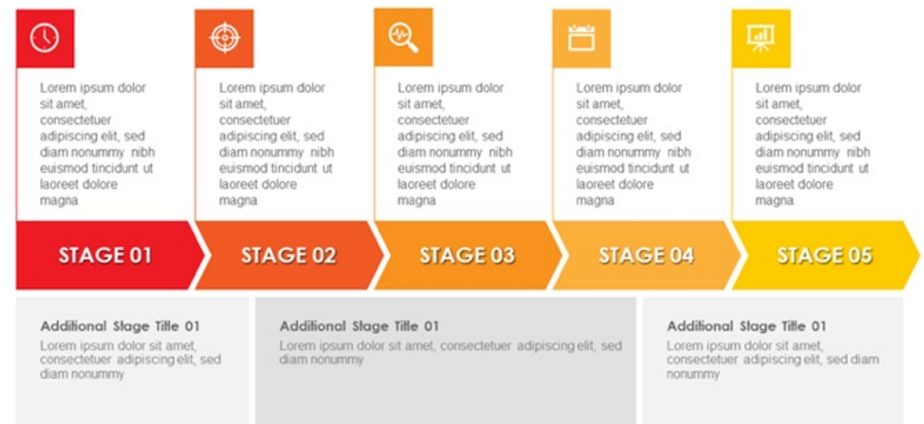 Lorem ipsum dolor
sit amet,
consectetuer
adipiscing elit, sed
diam nonummy nibh
euismod tincidunt ut
laoreet dolore
magna
Lorem ipsum dolor
sit amet,
consectetuer
adipiscing elit, sed
diam nonummy nibh
euismod tincidunt ut
laoreet dolore
magna
Lorem ipsum dolor
sit amet,
consectetuer
adipiscing elit, sed
diam nonummy nibh
euismod tincidunt ut
laoreet dolore
magna
Lorem ipsum dolor
sit amet,
consectetuer
adipiscing elit, sed
diam nonummy nibh
euismod tincidunt ut
laoreet dolore
magna
Lorem ipsum dolor
sit amet,
consectetuer
adipiscing elit, sed
diam nonummy nibh
euismod tincidunt ut
laoreet dolore
magna
STAGE 01
STAGE 02
STAGE 03
STAGE 04
STAGE 05
Additional Stage Title 01
Lorem ipsum dolor sit amet,
consectetuer adipiscing elit, sed
diam nonummy
Additional Stage Title 01
Lorem ipsum dolor sit amet, consectetuer adipiscing elit, sed
diam nonummy
Additional Stage Title 01
Lorem ipsum dolor sit amet,
consectetuer adipiscing elit, sed diam
nonummy